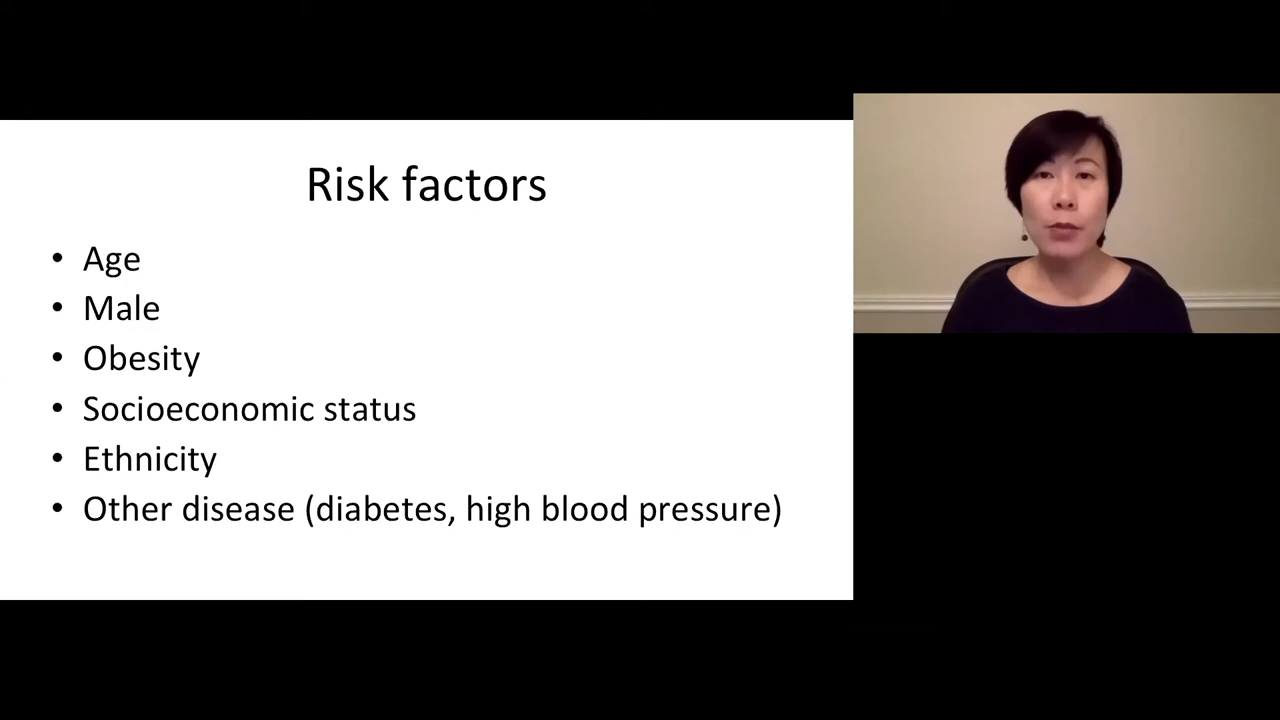 Risk factors
• Age
• Male
• Obesity
• Socioeconomic status
• Ethnicity
• Other disease (diabetes, high blood pressure)